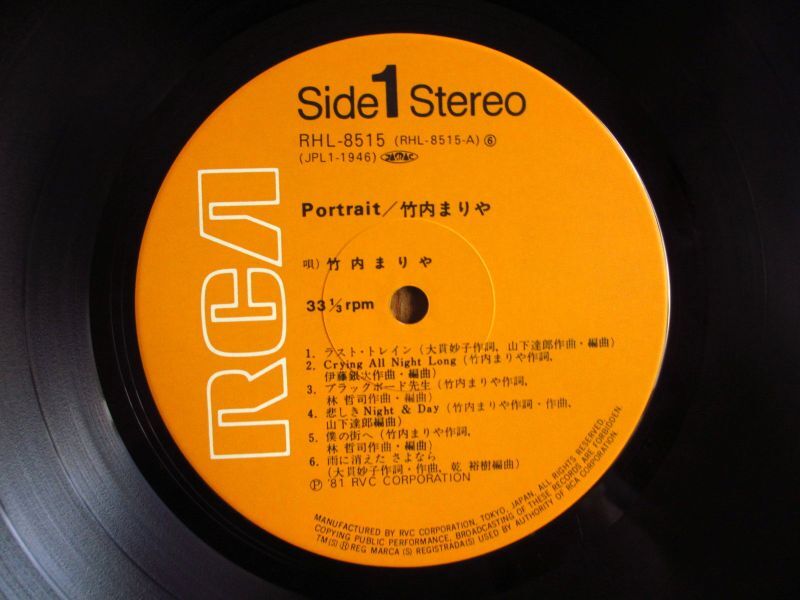 Side 1 Stereo
RHL-8515 (RHL-8515-A) ⑥
(JPL1-1946) JASRAC
Portrait／竹内まりや
唄) 竹内まりや
33 1/3 rpm
1. ラスト・トレイン (大貫妙子作詞, 山下達郎作曲・編曲)
2. Crying All Night Long (竹内まりや作詞,
伊藤銀次作曲・編曲)
3. ブラックボード先生 (竹内まりや作詞,
林 哲司作曲・編曲)
4. 悲しきNight & Day (竹内まりや作詞・作曲,
山下達郎編曲)
5. 僕の街へ (竹内まりや作詞,
林 哲司作曲・編曲)
6. 雨に消えた さよなら
(大貫妙子作詞・作曲, 乾 裕樹編曲)
Ⓟ '81 RVC CORPORATION
MANUFACTURED BY RVC CORPORATION, TOKYO, JAPAN. ALL RIGHTS RESERVED.
COPYING PUBLIC PERFORMANCE, BROADCASTING OF THESE RECORDS ARE FORBIDDEN.
TM(S) Ⓡ REG MARCA(S) REGISTRADA(S) USED BY AUTHORITY OF RCA CORPORATION.
RCA